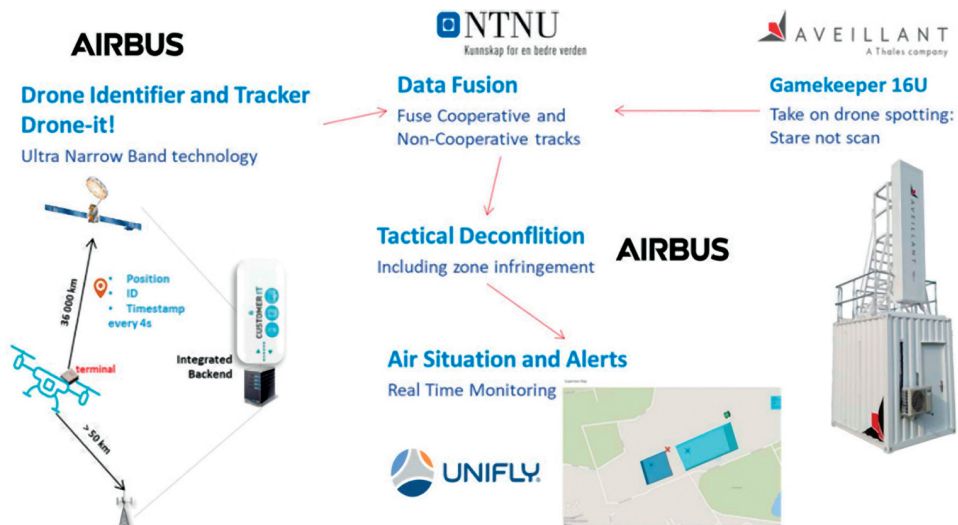 AIRBUS
Drone Identifier and Tracker
Drone-it!
Ultra Narrow Band technology
36 000 km
• Position
• ID
• Timestamp
every 4s
terminal
> 50 km
CUSTOMER IT
Integrated
Backend
NTNU
Kunnskap for en bedre verden
Data Fusion
Fuse Cooperative and
Non-Cooperative tracks
Tactical Deconflition
Including zone infringement
AIRBUS
Air Situation and Alerts
Real Time Monitoring
UNIFLY
AVEILLANT
A Thales company
Gamekeeper 16U
Take on drone spotting:
Stare not scan
AVEILLANT